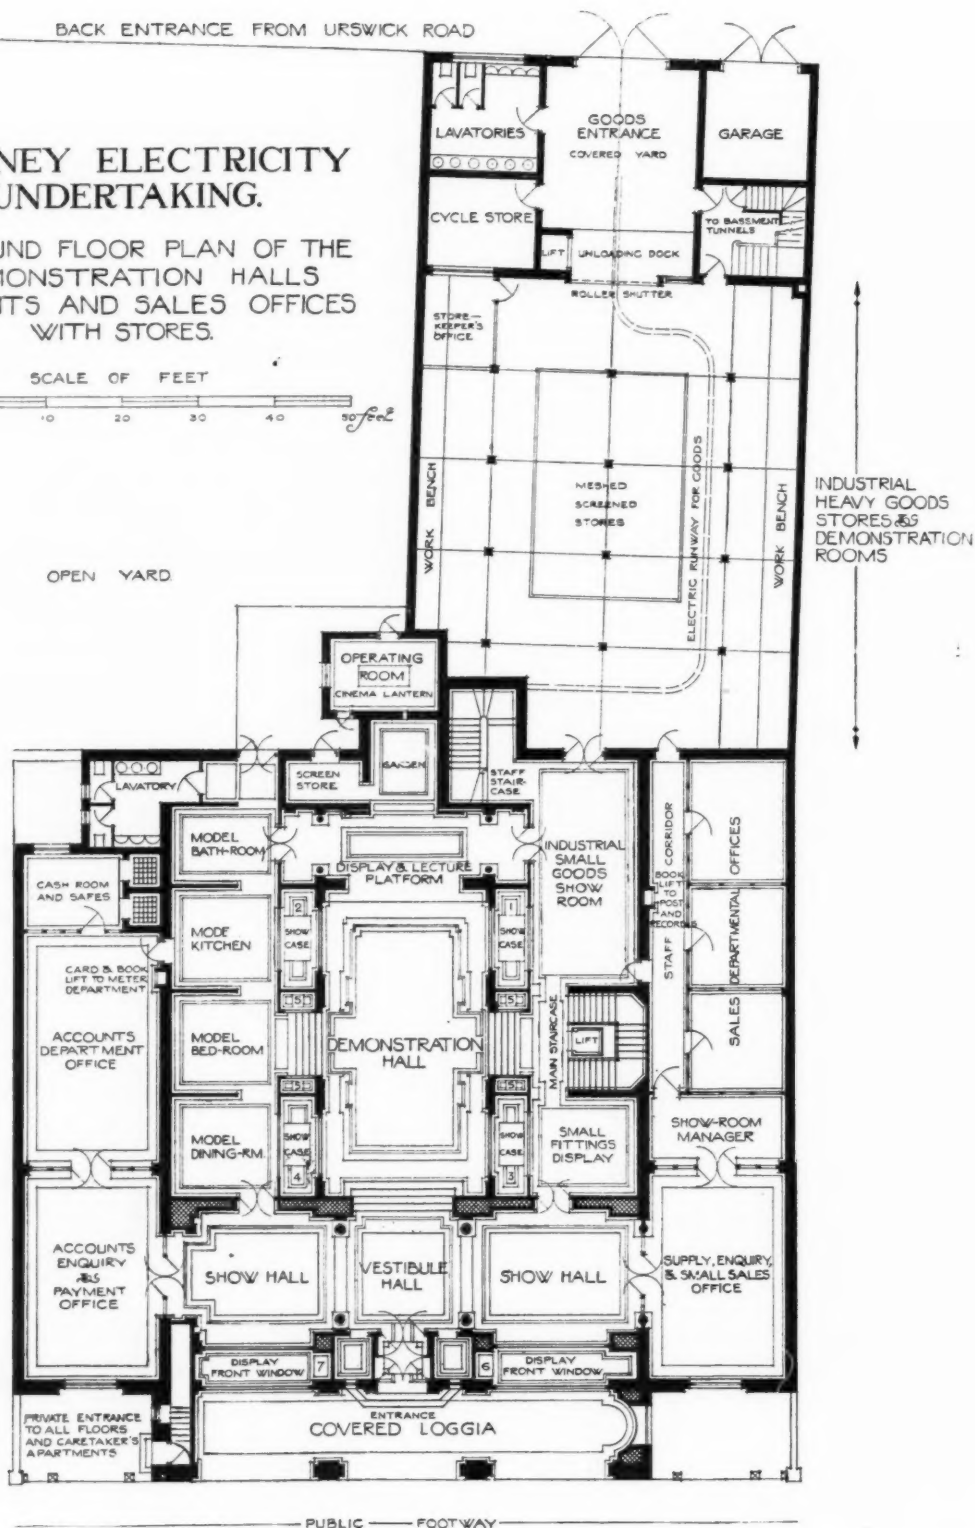 BACK ENTRANCE FROM URSWICK ROAD
NEY ELECTRICITY
UNDERTAKING.
UND FLOOR PLAN OF THE
MONSTRATION HALLS
NTS AND SALES OFFICES
WITH STORES.
SCALE OF FEET
10 20 30 40 50 feet
OPEN YARD
LAVATORIES
GOODS
ENTRANCE
COVERED YARD
GARAGE
CYCLE STORE
LIFT
UNLOADING DOCK
TO BASEMENT
TUNNELS
ROLLER SHUTTER
STORE-
KEEPER'S
OFFICE
WORK BENCH
MESHED
SCREENED
STORES
ELECTRIC RUNWAY FOR GOODS
WORK BENCH
INDUSTRIAL
HEAVY GOODS
STORES &
DEMONSTRATION
ROOMS
OPERATING
ROOM
CINEMA LANTERN
SCREEN
STORE
GARDEN
STAFF
STAIR-
CASE
LAVATORY
MODEL
BATH-ROOM
DISPLAY & LECTURE
PLATFORM
INDUSTRIAL
SMALL
GOODS
SHOW
ROOM
STAFF CORRIDOR
BOOK
LIFT
TO
POST
AND
RECORDS
SALES DEPARTMENTAL OFFICES
CASH ROOM
AND SAFES
MODE
KITCHEN
2
SHOW
CASE
1
SHOW
CASE
CARD & BOOK
LIFT TO METER
DEPARTMENT
ACCOUNTS
DEPARTMENT
OFFICE
MODEL
BED-ROOM
5
5
DEMONSTRATION
HALL
MAIN STAIRCASE
LIFT
5
5
MODEL
DINING-RM.
SHOW
CASE
4
SHOW
CASE
3
SMALL
FITTINGS
DISPLAY
SHOW-ROOM
MANAGER
ACCOUNTS
ENQUIRY
&
PAYMENT
OFFICE
SHOW HALL
VESTIBULE
HALL
SHOW HALL
SUPPLY, ENQUIRY,
& SMALL SALES
OFFICE
DISPLAY
FRONT WINDOW
7
6
DISPLAY
FRONT WINDOW
PRIVATE ENTRANCE
TO ALL FLOORS
AND CARETAKER'S
APARTMENTS
ENTRANCE
COVERED LOGGIA
PUBLIC FOOTWAY